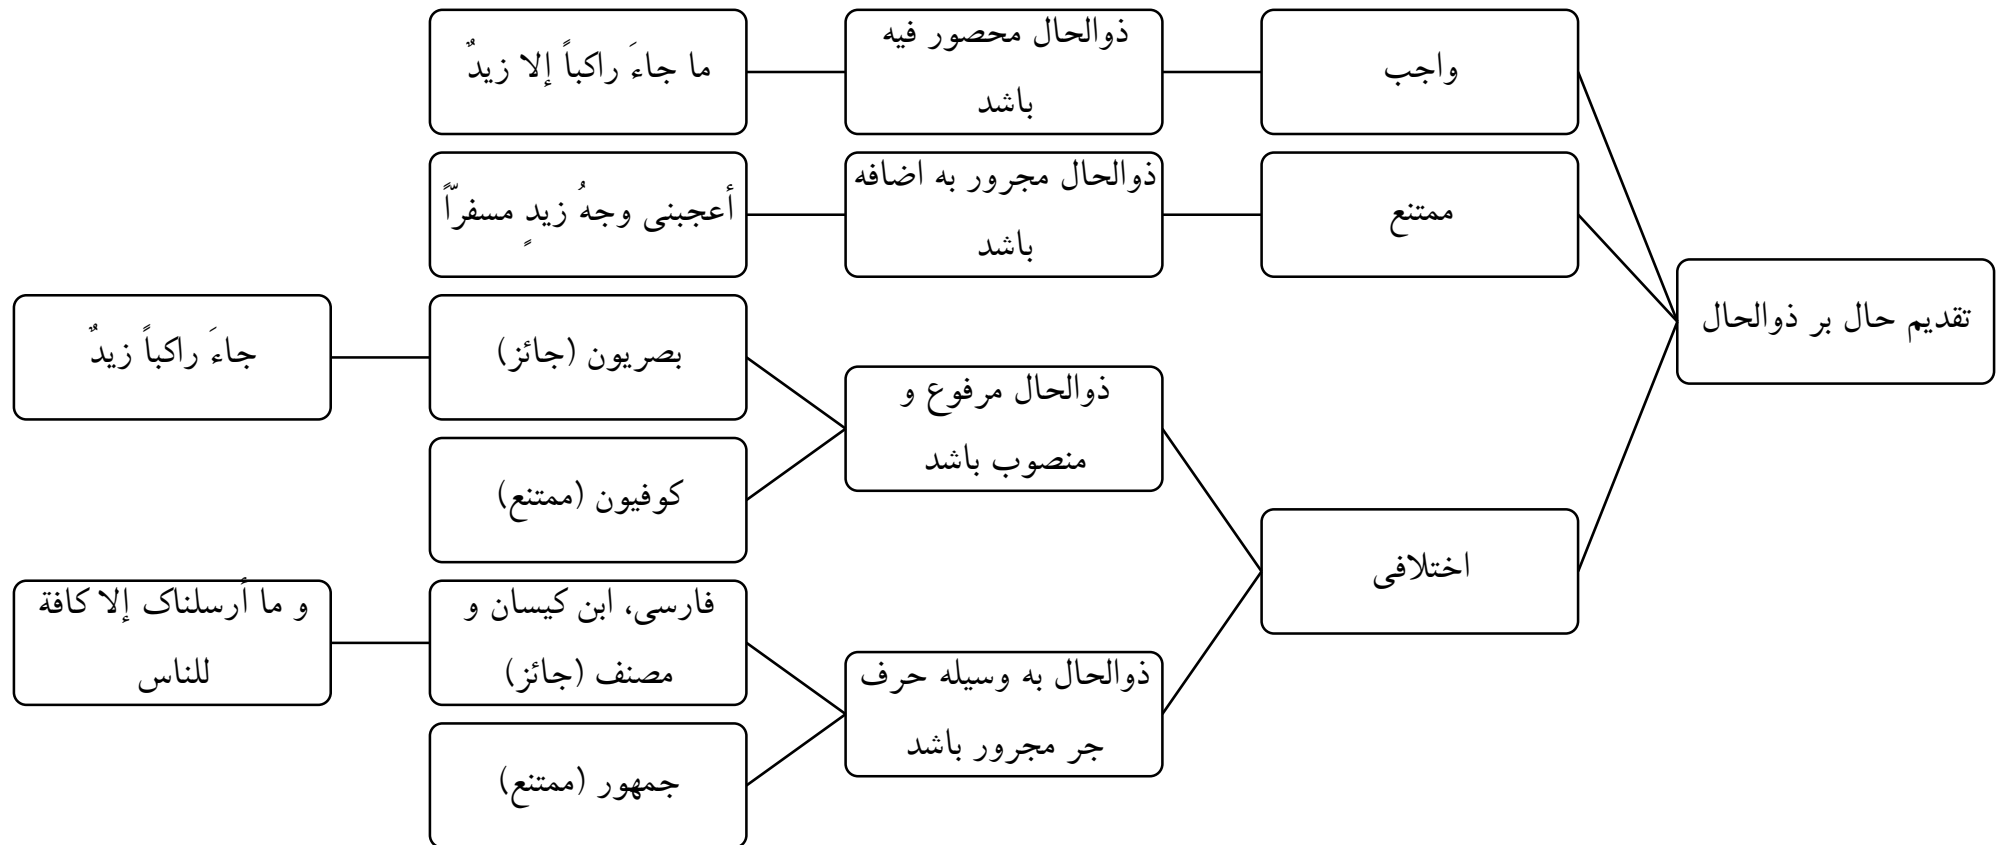 تقدیم حال بر ذوالحال
واجب
ذوالحال محصور فیه
باشد
ما جاءَ راکباً إلا زیدٌ
ممتنع
ذوالحال مجرور به اضافه
باشد
أعجبنی وجهُ زیدٍ مسفرّاً
اختلافی
ذوالحال مرفوع و
منصوب باشد
بصریون (جائز)
جاءَ راکباً زیدٌ
کوفیون (ممتنع)
ذوالحال به وسیله حرف
جر مجرور باشد
فارسی، ابن کیسان و
مصنف (جائز)
و ما أرسلناک إلا کافة
للناس
جمهور (ممتنع)